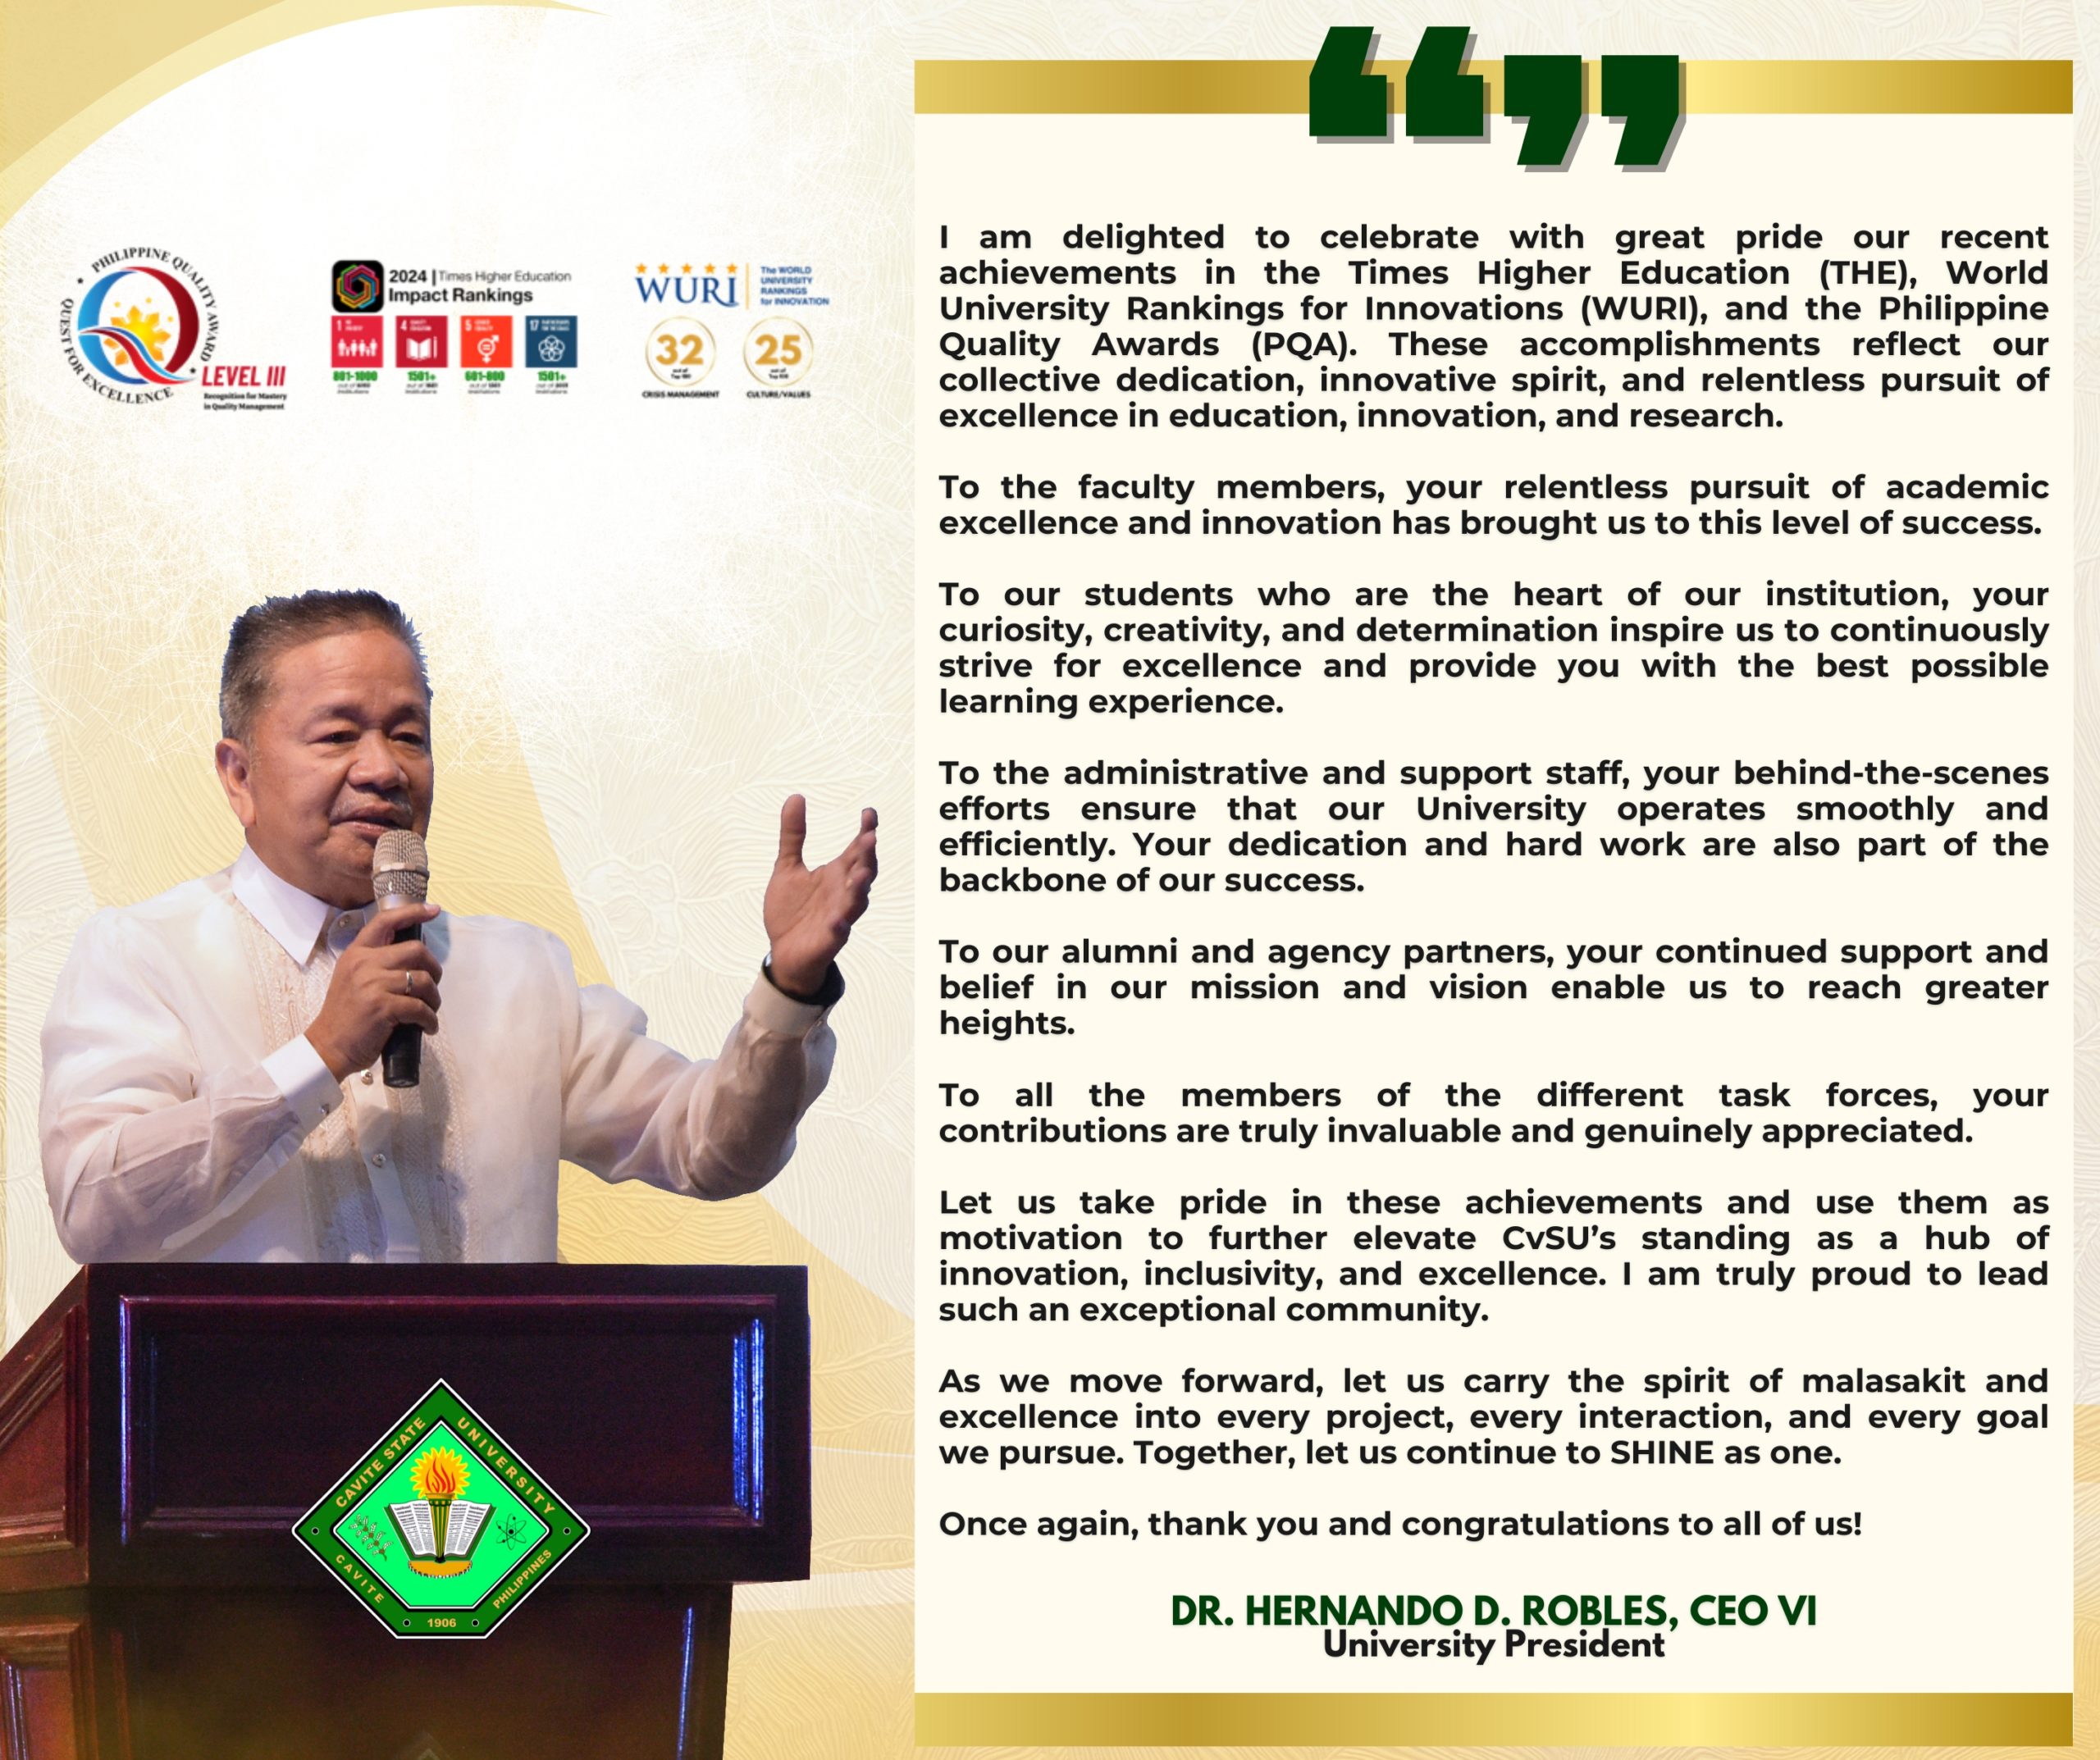 PHILIPPINE QUALITY AWARD
QUEST FOR EXCELLENCE
LEVEL III
Recognition for Mastery
in Quality Management
2024 | Times Higher Education
Impact Rankings
1
4
5
17
801-1000
1501+
601-800
1501+
WURI
The WORLD
UNIVERSITY
RANKINGS
for INNOVATION
32
25
CRISIS MANAGEMENT
CULTURE/VALUES
I am delighted to celebrate with great pride our recent
achievements in the Times Higher Education (THE), World
University Rankings for Innovations (WURI), and the Philippine
Quality Awards (PQA). These accomplishments reflect our
collective dedication, innovative spirit, and relentless pursuit of
excellence in education, innovation, and research.
To the faculty members, your relentless pursuit of academic
excellence and innovation has brought us to this level of success.
To our students who are the heart of our institution, your
curiosity, creativity, and determination inspire us to continuously
strive for excellence and provide you with the best possible
learning experience.
To the administrative and support staff, your behind-the-scenes
efforts ensure that our University operates smoothly and
efficiently. Your dedication and hard work are also part of the
backbone of our success.
To our alumni and agency partners, your continued support and
belief in our mission and vision enable us to reach greater
heights.
To all the members of the different task forces, your
contributions are truly invaluable and genuinely appreciated.
Let us take pride in these achievements and use them as
motivation to further elevate CvSU’s standing as a hub of
innovation, inclusivity, and excellence. I am truly proud to lead
such an exceptional community.
As we move forward, let us carry the spirit of malasakit and
excellence into every project, every interaction, and every goal
we pursue. Together, let us continue to SHINE as one.
Once again, thank you and congratulations to all of us!
DR. HERNANDO D. ROBLES, CEO VI
University President
CAVITE STATE UNIVERSITY
CAVITE
PHILIPPINES
1906